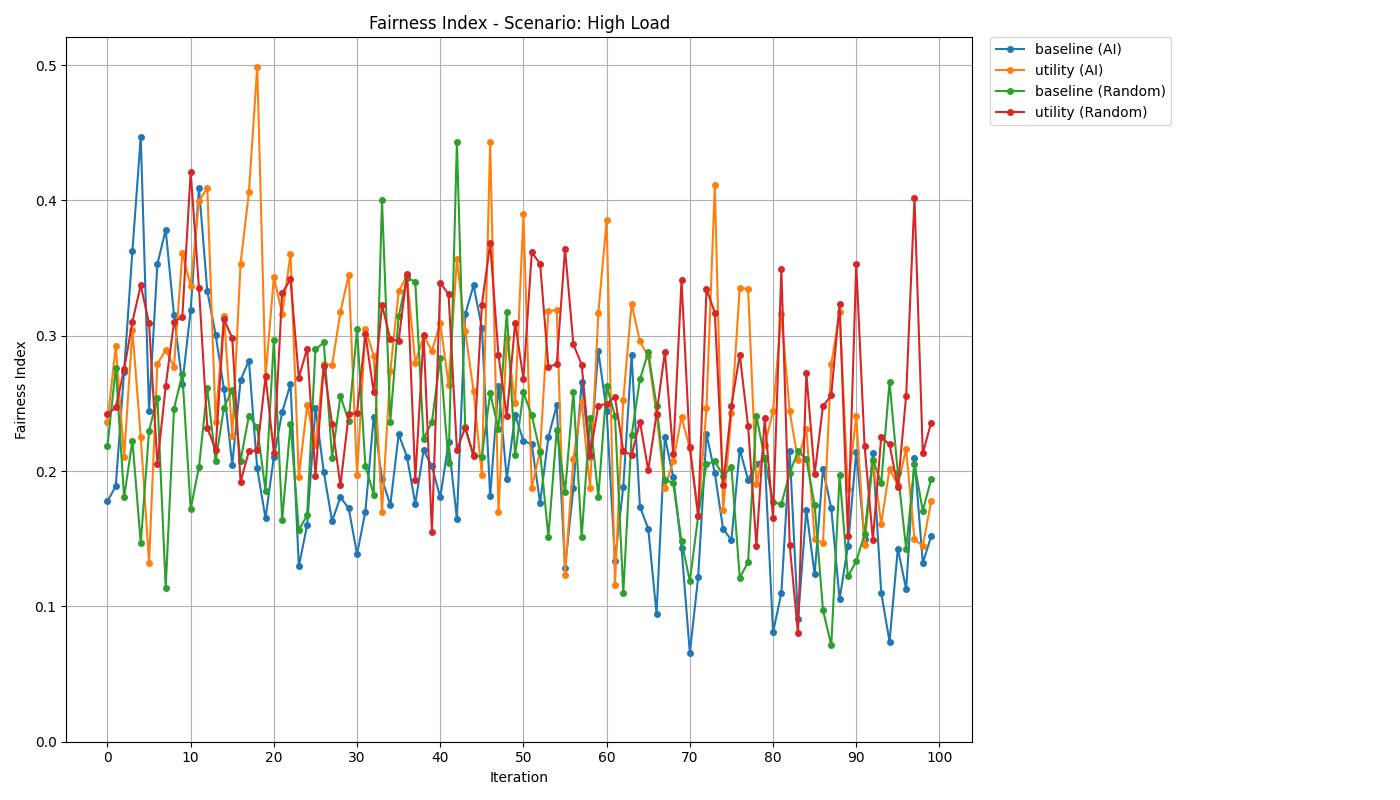 Fairness Index - Scenario: High Load
baseline (AI)
utility (AI)
baseline (Random)
utility (Random)
Fairness Index
0.5
0.4
0.3
0.2
0.1
0.0
0 10 20 30 40 50 60 70 80 90 100
Iteration